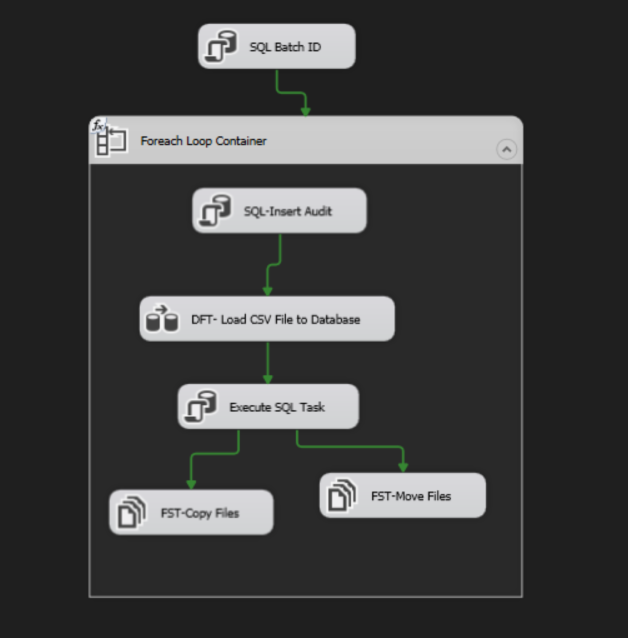 SQL Batch ID
fx
Foreach Loop Container
SQL-Insert Audit
DFT- Load CSV File to Database
Execute SQL Task
FST-Copy Files
FST-Move Files